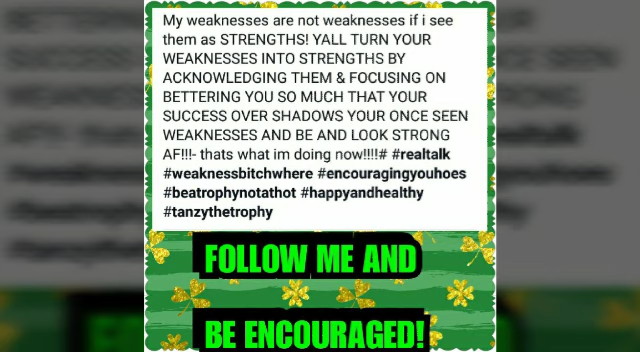 My weaknesses are not weaknesses if i see
them as STRENGTHS! YALL TURN YOUR
WEAKNESSES INTO STRENGTHS BY
ACKNOWLEDGING THEM & FOCUSING ON
BETTERING YOU SO MUCH THAT YOUR
SUCCESS OVER SHADOWS YOUR ONCE SEEN
WEAKNESSES AND BE AND LOOK STRONG
AF!!!- thats what im doing now!!!!# #realtalk
#weaknessbitchwhere #encouragingyouhoes
#beatrophynotathot #happyandhealthy
#tanzythetrophy
FOLLOW ME AND
BE ENCOURAGED!